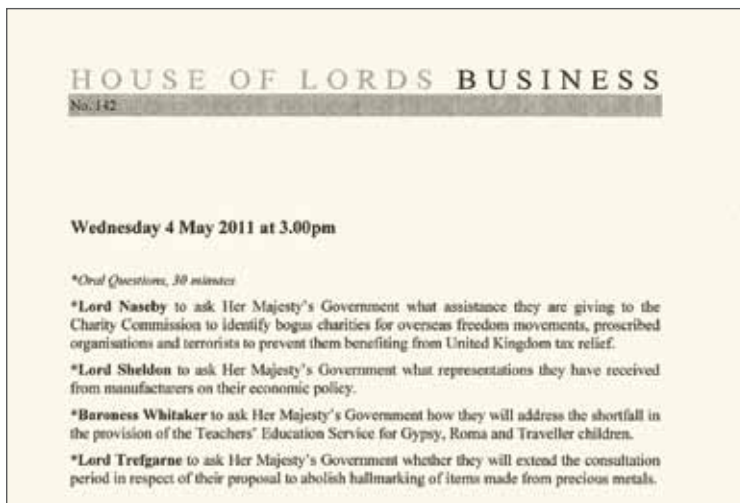 HOUSE OF LORDS BUSINESS
No. 142
Wednesday 4 May 2011 at 3.00pm
*Oral Questions, 30 minutes
*Lord Naseby to ask Her Majesty's Government what assistance they are giving to the
Charity Commission to identify bogus charities for overseas freedom movements, proscribed
organisations and terrorists to prevent them benefiting from United Kingdom tax relief.
*Lord Sheldon to ask Her Majesty's Government what representations they have received
from manufacturers on their economic policy.
*Baroness Whitaker to ask Her Majesty's Government how they will address the shortfall in
the provision of the Teachers' Education Service for Gypsy, Roma and Traveller children.
*Lord Trefgarne to ask Her Majesty's Government whether they will extend the consultation
period in respect of their proposal to abolish hallmarking of items made from precious metals.